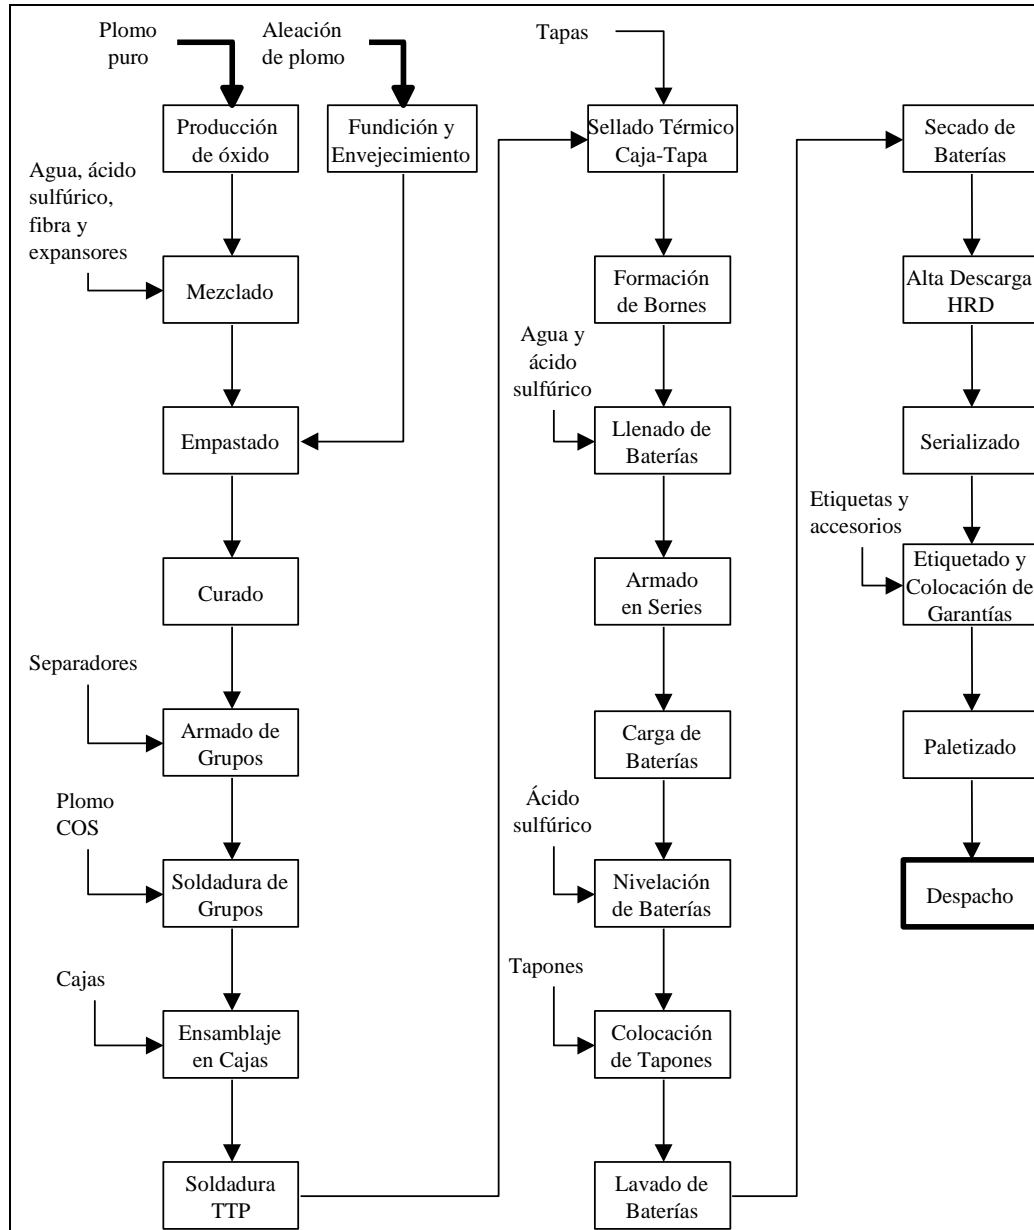 Plomo
puro
Aleación
de plomo
Producción
de óxido
Fundición y
Envejecimiento
Agua, ácido
sulfúrico,
fibra y
expansores
Mezclado
Empastado
Curado
Separadores
Armado de
Grupos
Plomo
COS
Soldadura de
Grupos
Cajas
Ensamblaje
en Cajas
Soldadura
TTP
Tapas
Sellado Térmico
Caja-Tapa
Formación
de Bornes
Agua y
ácido
sulfúrico
Llenado de
Baterías
Armado
en Series
Carga de
Baterías
Ácido
sulfúrico
Nivelación
de Baterías
Tapones
Colocación
de Tapones
Lavado de
Baterías
Secado de
Baterías
Alta Descarga
HRD
Serializado
Etiquetas y
accesorios
Etiquetado y
Colocación de
Garantías
Paletizado
Despacho